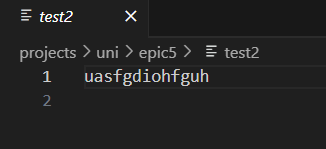 test2
projects > uni > epic5 > test2
1 uasfgdiohfguh
2